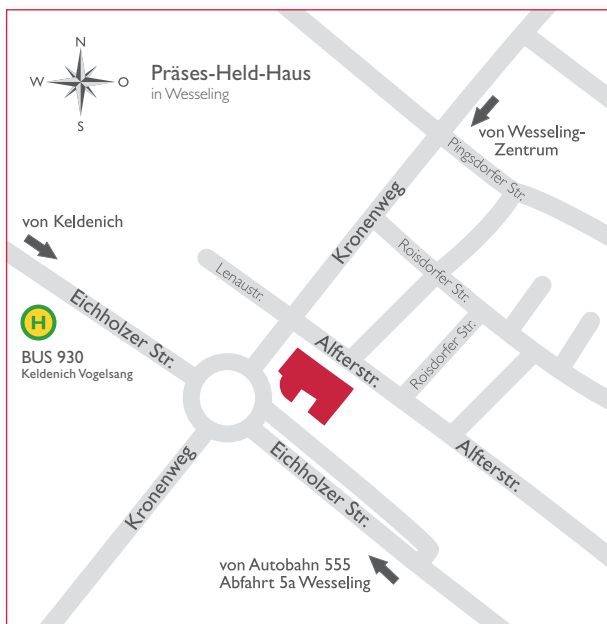 N
W
O
S
Präses-Held-Haus
in Wesseling
von Wesseling-
Zentrum
Pingsdorfer Str.
Kronenweg
von Keldenich
Roisdorfer Str.
Lenaustr.
Eichholzer Str.
H
BUS 930
Keldenich Vogelsang
Alfterstr.
Roisdorfer Str.
Alfterstr.
Kronenweg
Eichholzer Str.
von Autobahn 555
Abfahrt 5a Wesseling